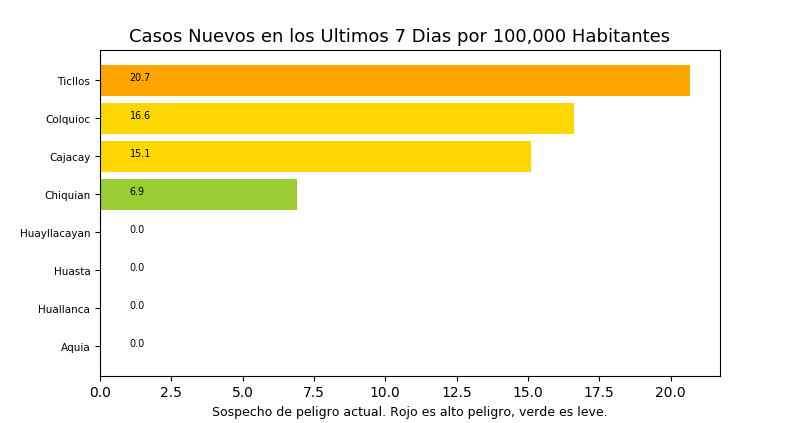 Casos Nuevos en los Ultimos 7 Dias por 100,000 Habitantes
Ticllos 20.7
Colquioc 16.6
Cajacay 15.1
Chiquian 6.9
Huayllacayan 0.0
Huasta 0.0
Huallanca 0.0
Aquia 0.0
0.0 2.5 5.0 7.5 10.0 12.5 15.0 17.5 20.0
Sospecho de peligro actual. Rojo es alto peligro, verde es leve.